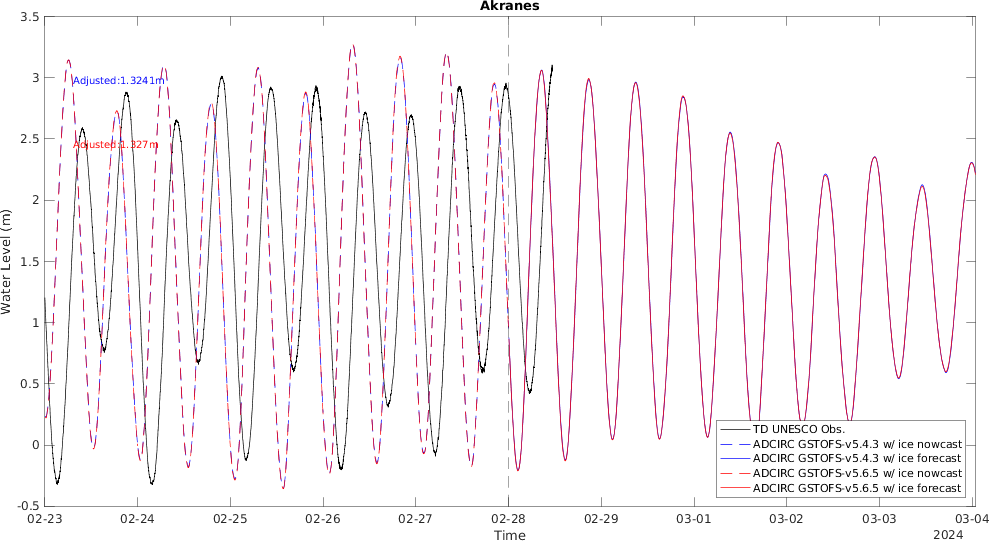 Akranes
3.5
3
2.5
2
1.5
1
0.5
0
-0.5
Water Level (m)
Adjusted:1.3241m
Adjusted:1.327m
TD UNESCO Obs.
ADCIRC GSTOFS-v5.4.3 w/ ice nowcast
ADCIRC GSTOFS-v5.4.3 w/ ice forecast
ADCIRC GSTOFS-v5.6.5 w/ ice nowcast
ADCIRC GSTOFS-v5.6.5 w/ ice forecast
02-23 02-24 02-25 02-26 02-27 02-28 02-29 03-01 03-02 03-03 03-04
Time
2024